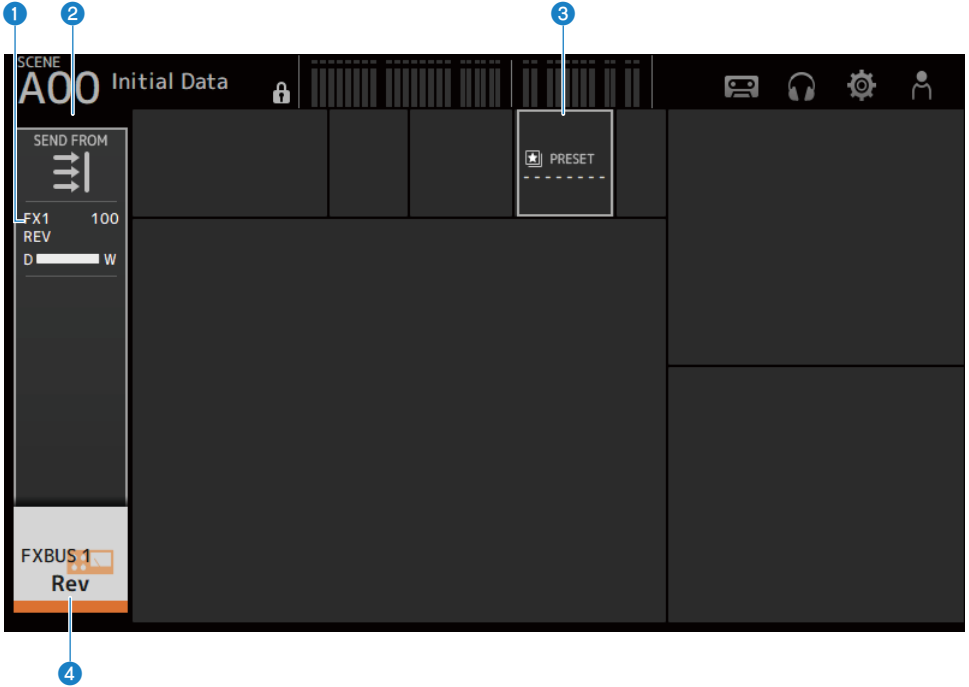 1 2 3
SCENE
A00 Initial Data
SEND FROM
PRESET
--------
FX1 100
REV
D W
FXBUS 1
Rev
4